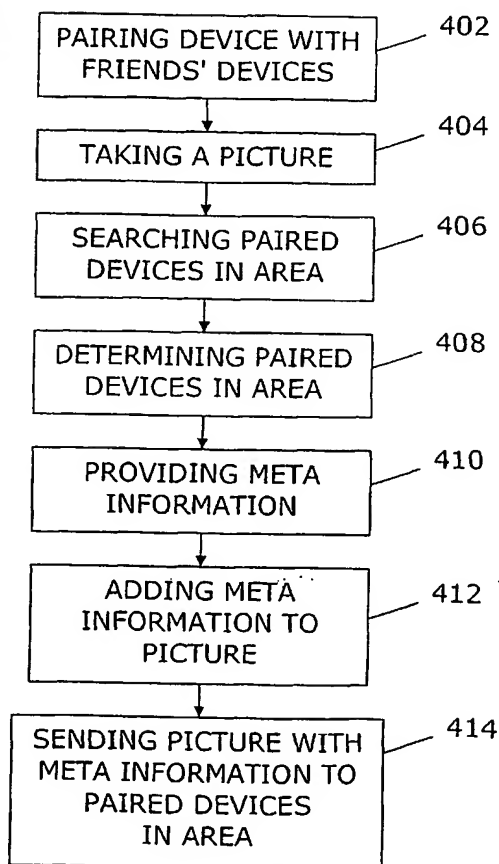 402
PAIRING DEVICE WITH
FRIENDS' DEVICES
404
TAKING A PICTURE
406
SEARCHING PAIRED
DEVICES IN AREA
408
DETERMINING PAIRED
DEVICES IN AREA
410
PROVIDING META
INFORMATION
412
ADDING META
INFORMATION TO
PICTURE
414
SENDING PICTURE WITH
META INFORMATION TO
PAIRED DEVICES
IN AREA